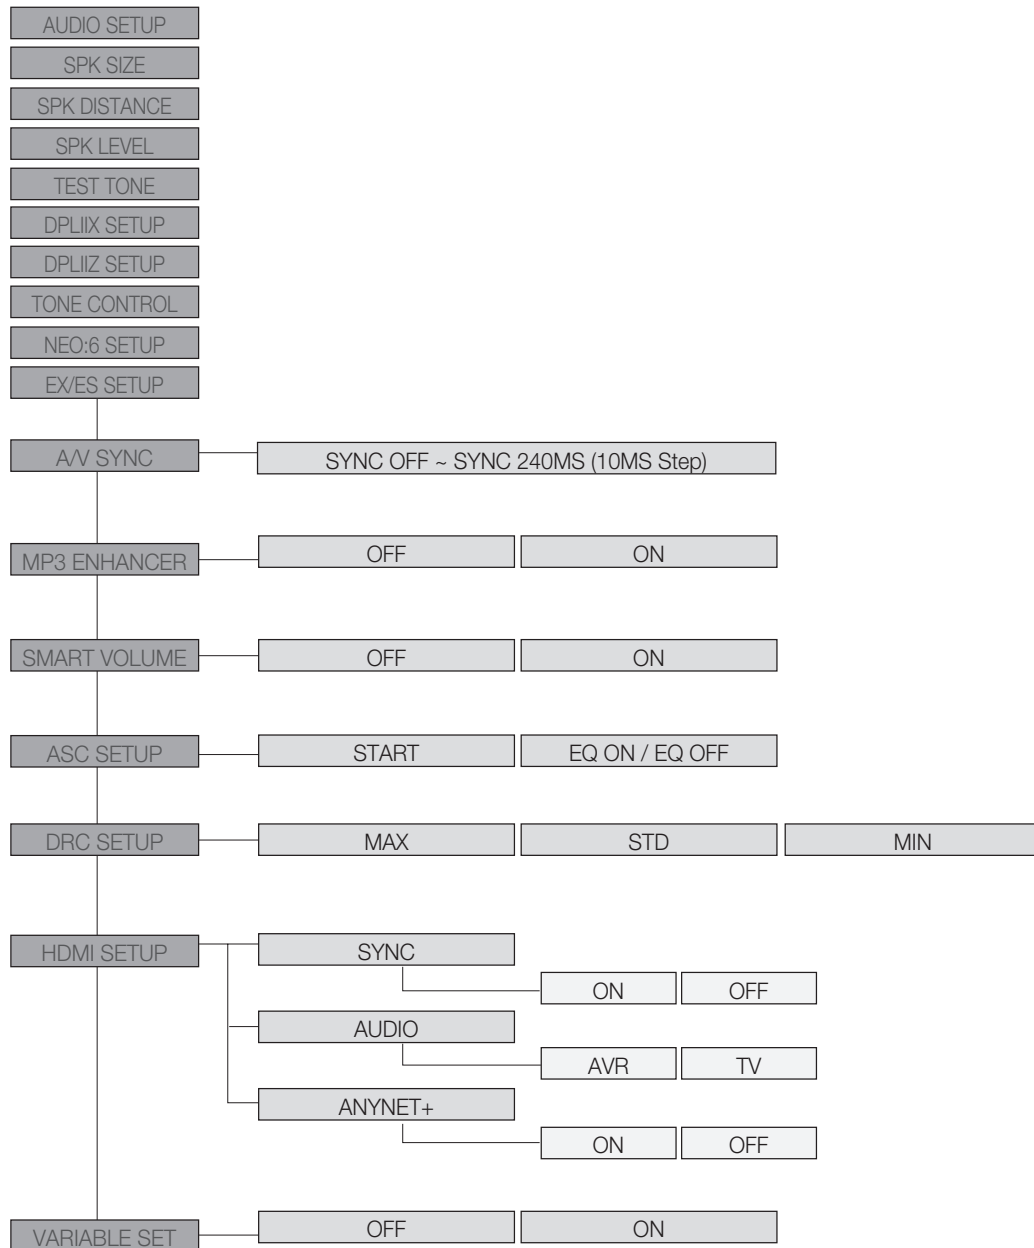 AUDIO SETUP
SPK SIZE
SPK DISTANCE
SPK LEVEL
TEST TONE
DPLIIX SETUP
DPLIIZ SETUP
TONE CONTROL
NEO:6 SETUP
EX/ES SETUP
A/V SYNC SYNC OFF ~ SYNC 240MS (10MS Step)
MP3 ENHANCER OFF ON
SMART VOLUME OFF ON
ASC SETUP START EQ ON / EQ OFF
DRC SETUP MAX STD MIN
HDMI SETUP SYNC
ON OFF
AUDIO
AVR TV
ANYNET+
ON OFF
VARIABLE SET OFF ON